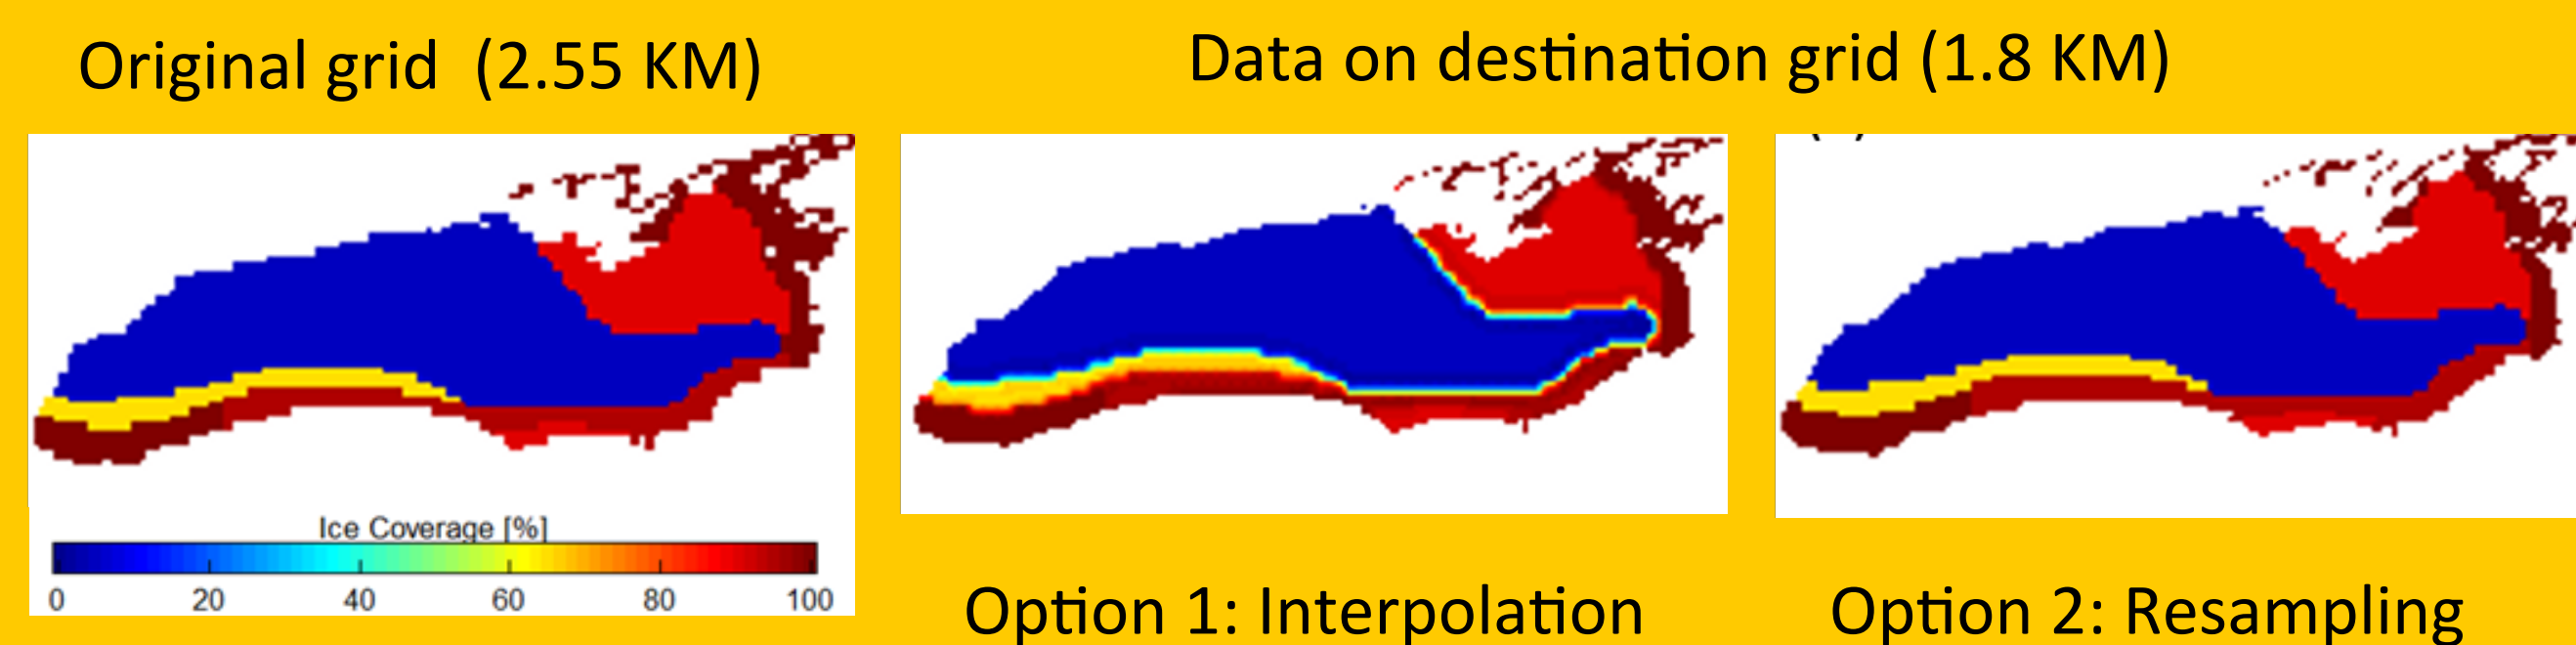 Original grid (2.55 KM)
Data on destination grid (1.8 KM)
Ice Coverage [%]
0 20 40 60 80 100
Option 1: Interpolation
Option 2: Resampling